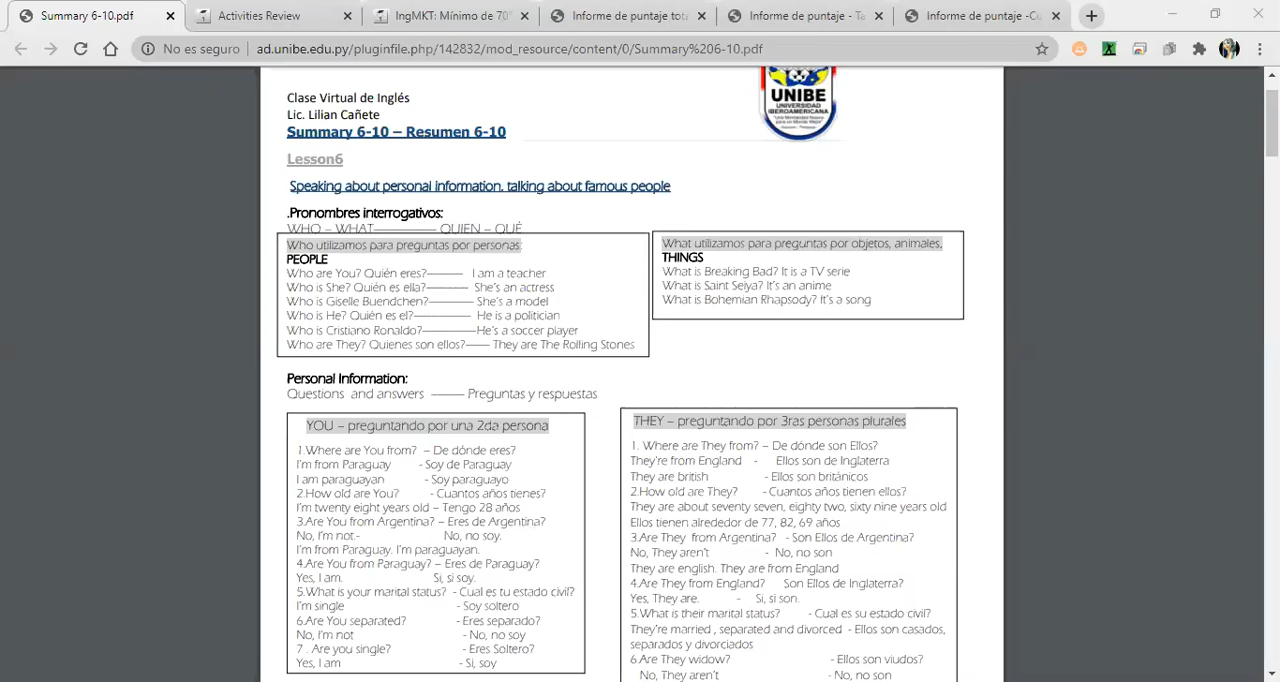 Summary 6-10.pdf
Activities Review
IngMKT: Mínimo de 70°
Informe de puntaje tota
Informe de puntaje - Ta
Informe de puntaje -Cu
No es seguro
ad.unibe.edu.py/pluginfile.php/142832/mod_resource/content/0/Summary%206-10.pdf
UNIBE
UNIVERSIDAD
IBEROAMERICANA
Clase Virtual de Inglés
Lic. Lilian Cañete
Summary 6-10 – Resumen 6-10
Lesson6
Speaking about personal information, talking about famous people
.Pronombres interrogativos:
WHO – WHAT————— QUIEN – QUÉ
Who utilizamos para preguntas por personas:
PEOPLE
Who are You? Quién eres?——— I am a teacher
Who is She? Quién es ella?——— She's an actress
Who is Giselle Buendchen?——— She's a model
Who is He? Quién es el?——— He is a politician
Who is Cristiano Ronaldo?————He's a soccer player
Who are They? Quienes son ellos?—— They are The Rolling Stones
What utilizamos para preguntas por objetos, animales,
THINGS
What is Breaking Bad? It is a TV serie
What is Saint Seiya? It's an anime
What is Bohemian Rhapsody? It's a song
Personal Information:
Questions and answers ——— Preguntas y respuestas
YOU – preguntando por una 2da persona
1.Where are You from? – De dónde eres?
I'm from Paraguay - Soy de Paraguay
I am paraguayan - Soy paraguayo
2.How old are You? - Cuantos años tienes?
I'm twenty eight years old – Tengo 28 años
3.Are You from Argentina? – Eres de Argentina?
No, I'm not.- No, no soy.
I'm from Paraguay. I'm paraguayan.
4.Are You from Paraguay? – Eres de Paraguay?
Yes, I am. Si, si soy.
5.What is your marital status? - Cual es tu estado civil?
I'm single - Soy soltero
6.Are You separated? - Eres separado?
No, I'm not - No, no soy
7 . Are you single? - Eres Soltero?
Yes, I am - Si, soy
THEY – preguntando por 3ras personas plurales
1. Where are They from? – De dónde son Ellos?
They're from England - Ellos son de Inglaterra
They are british - Ellos son británicos
2.How old are They? - Cuantos años tienen ellos?
They are about seventy seven, eighty two, sixty nine years old
Ellos tienen alrededor de 77, 82, 69 años
3.Are They from Argentina? - Son Ellos de Argentina?
No, They aren't - No, no son
They are english. They are from England
4.Are They from England? Son Ellos de Inglaterra?
Yes, They are. - Si, si son.
5.What is their marital status? - Cual es su estado civil?
They're married , separated and divorced - Ellos son casados,
separados y divorciados
6.Are They widow? - Ellos son viudos?
No, They aren't - No, no son